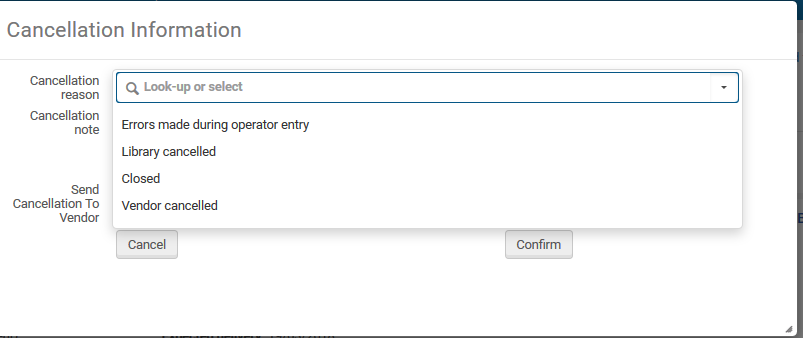 Cancellation Information
Cancellation
reason
Look-up or select
Cancellation
note
Errors made during operator entry
Library cancelled
Closed
Send
Cancellation To
Vendor
Vendor cancelled
Cancel
Confirm